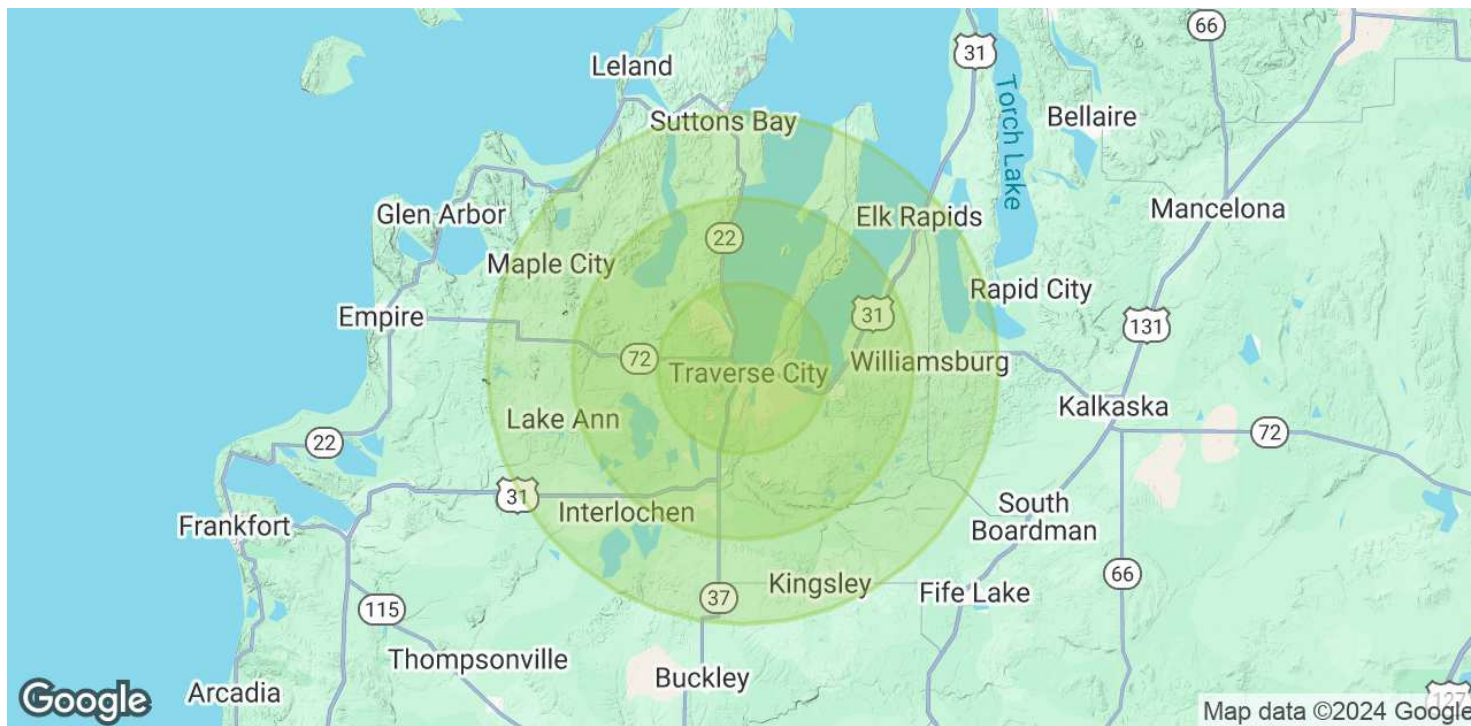 66
31
Leland
Torch Lake
Bellaire
Suttons Bay
Mancelona
Glen Arbor
Elk Rapids
22
Maple City
Rapid City
Empire
31
131
72
Williamsburg
Traverse City
Kalkaska
Lake Ann
22
72
31
Interlochen
South
Boardman
Frankfort
66
Kingsley
Fife Lake
37
115
Thompsonville
Buckley
Arcadia
127
Google
Map data ©2024 Google